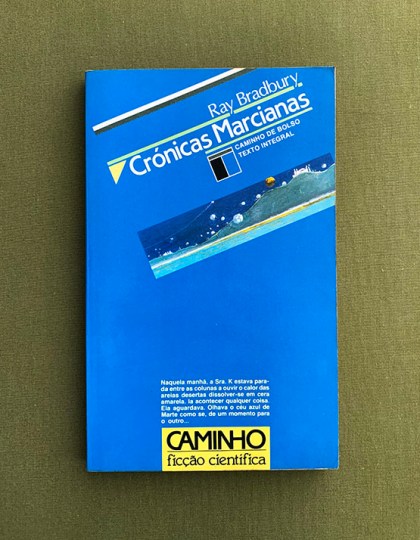 Ray Bradbury
Crónicas Marcianas
CAMINHO DE BOLSO
TEXTO INTEGRAL
Naquela manhã, a Sra. K estava para-
da entre as colunas a ouvir o calor das
areias desertas dissolver-se em cera
amarela. Ia acontecer qualquer coisa.
Ela aguardava. Olhava o céu azul de
Marte como se, de um momento para
o outro...
CAMINHO
ficção científica